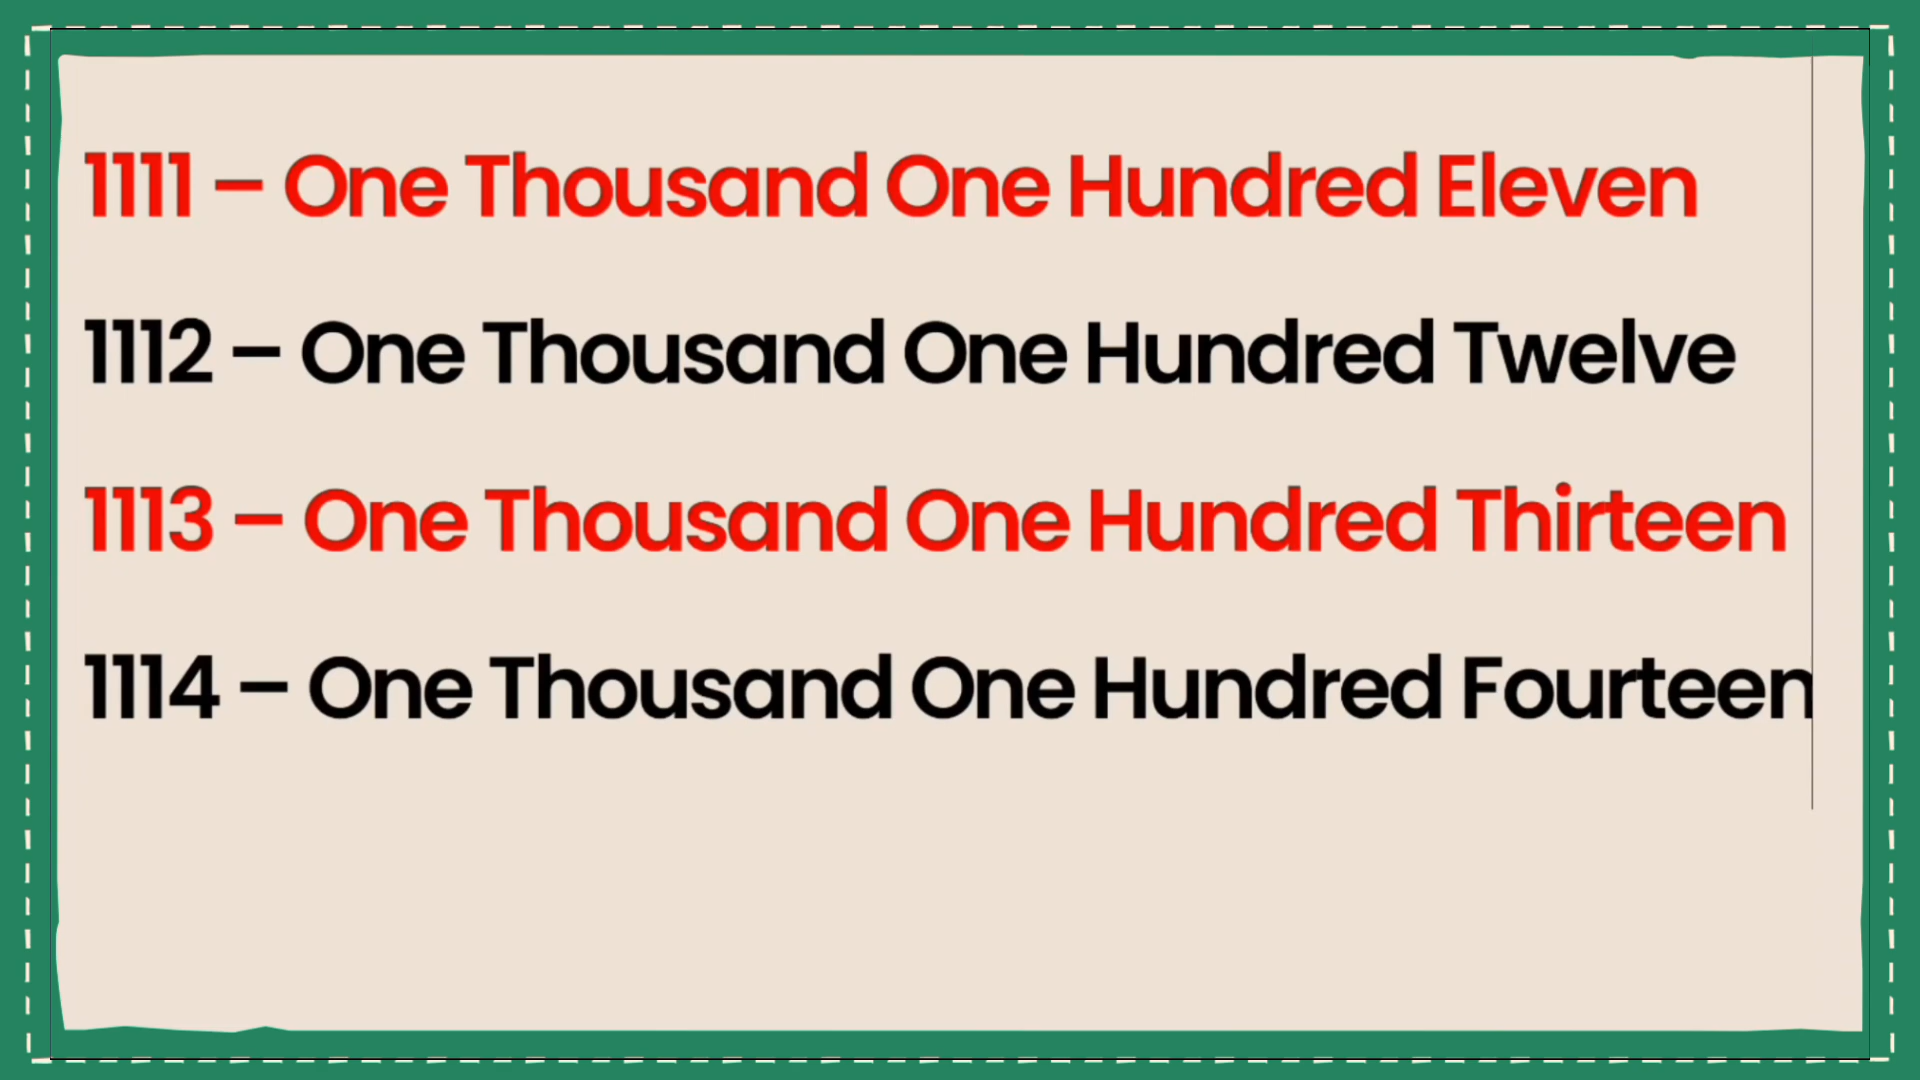 1111 – One Thousand One Hundred Eleven
1112 – One Thousand One Hundred Twelve
1113 – One Thousand One Hundred Thirteen
1114 – One Thousand One Hundred Fourteen